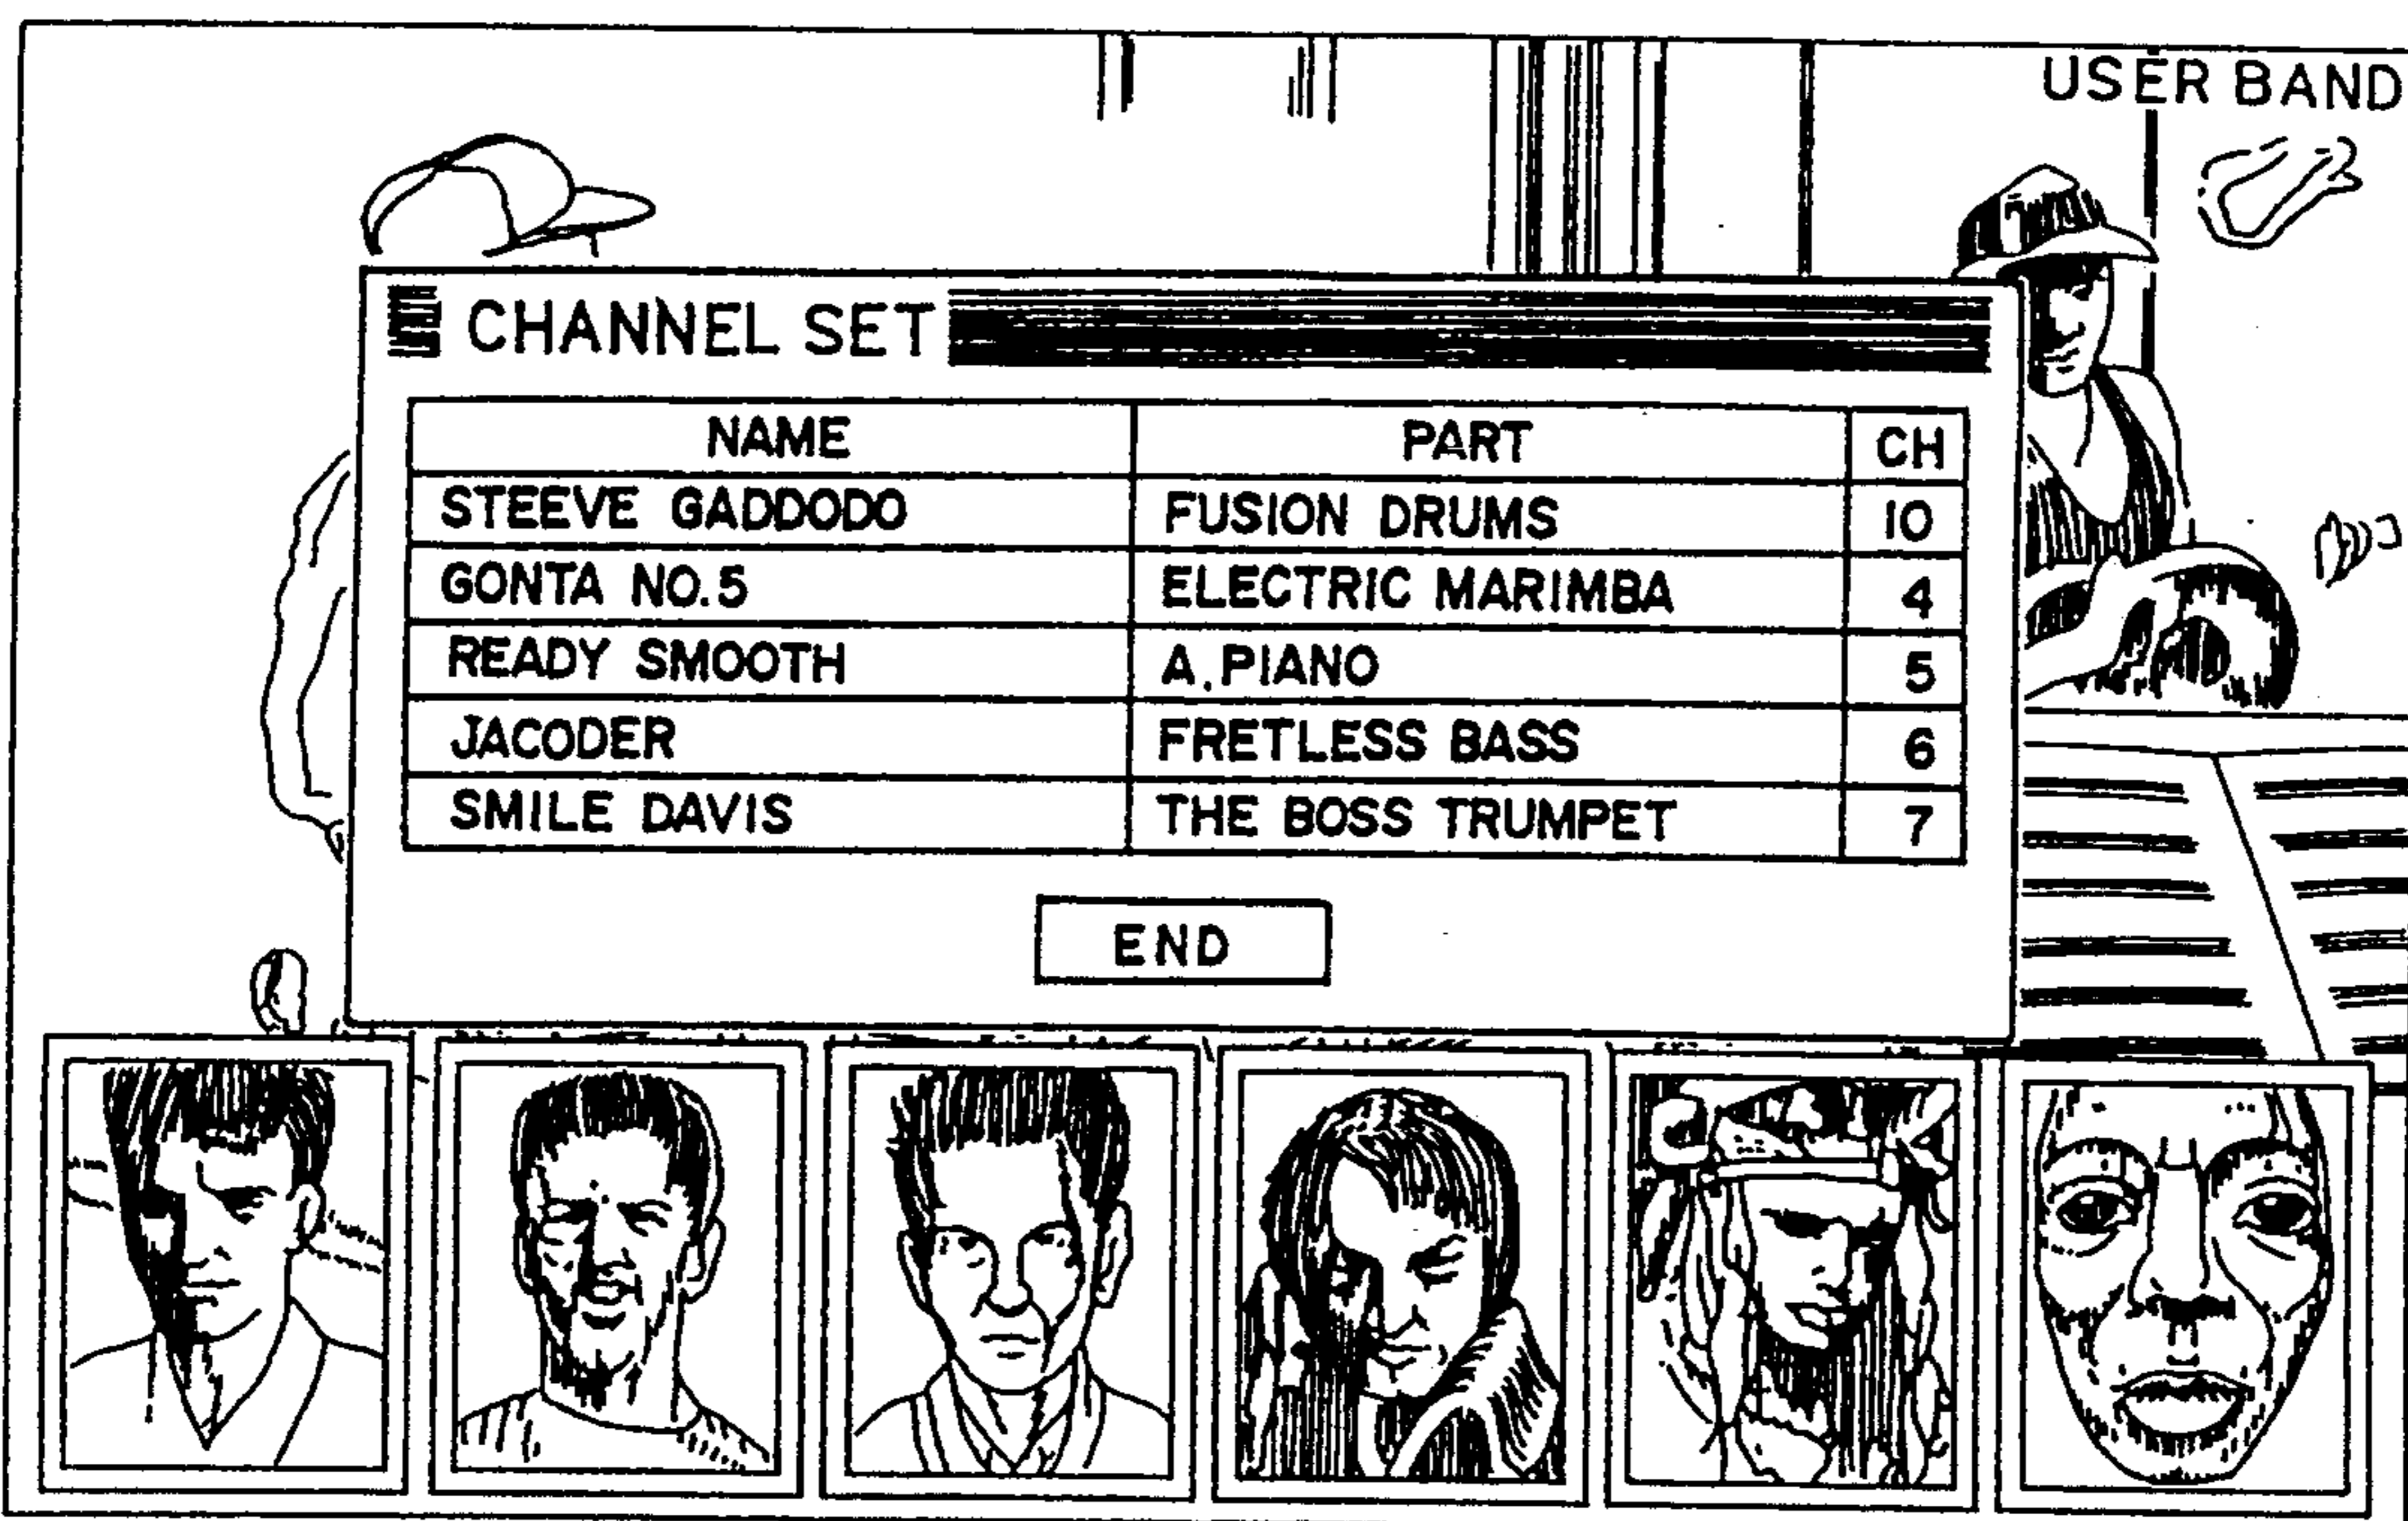 USER BAND
CHANNEL SET
NAME PART CH
STEEVE GADDODO FUSION DRUMS 10
GONTA NO.5 ELECTRIC MARIMBA 4
READY SMOOTH A.PIANO 5
JACODER FRETLESS BASS 6
SMILE DAVIS THE BOSS TRUMPET 7
END